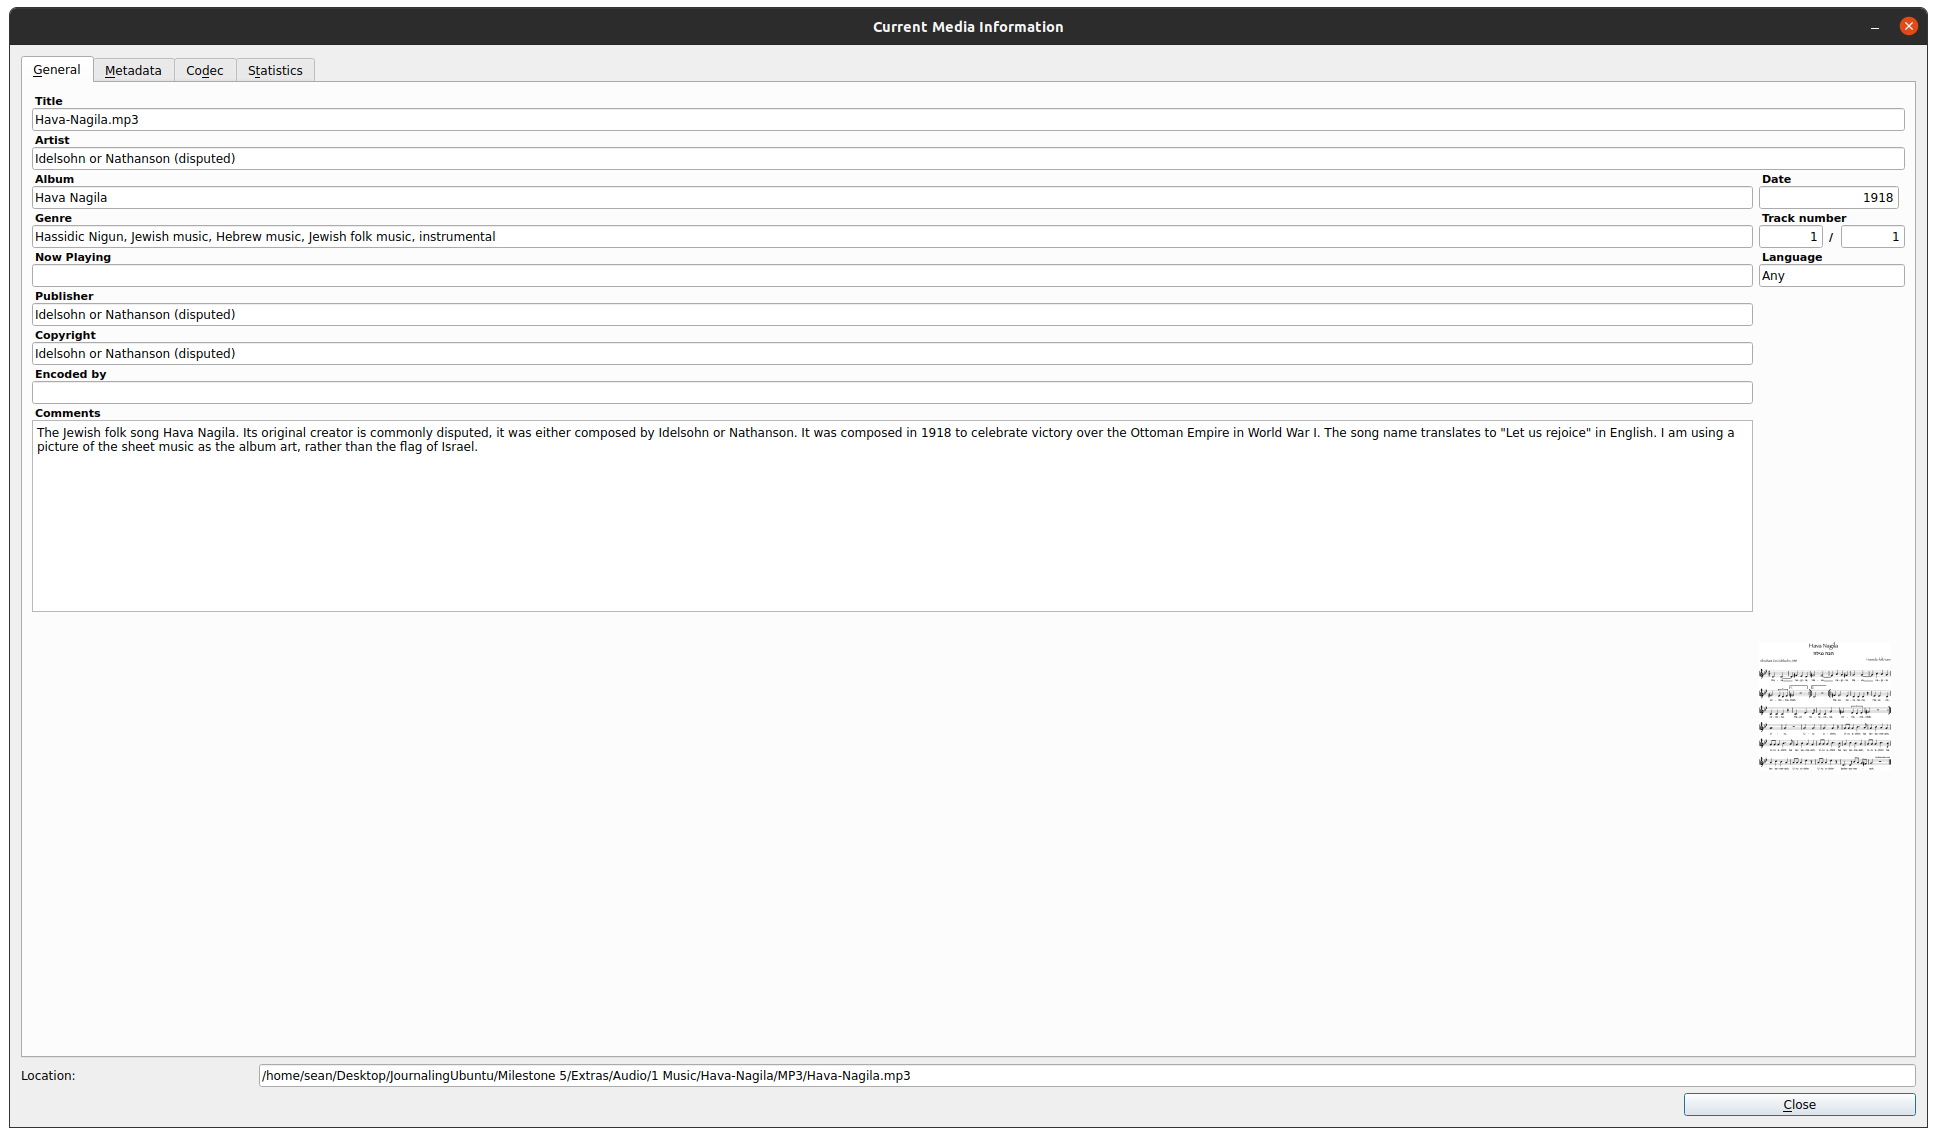 Current Media Information
General Metadata Codec Statistics
Title
Hava-Nagila.mp3
Artist
Idelsohn or Nathanson (disputed)
Album Date
Hava Nagila 1918
Genre Track number
Hassidic Nigun, Jewish music, Hebrew music, Jewish folk music, instrumental 1 / 1
Now Playing Language
Any
Publisher
Idelsohn or Nathanson (disputed)
Copyright
Idelsohn or Nathanson (disputed)
Encoded by
Comments
The Jewish folk song Hava Nagila. Its original creator is commonly disputed, it was either composed by Idelsohn or Nathanson. It was composed in 1918 to celebrate victory over the Ottoman Empire in World War I. The song name translates to "Let us rejoice" in English. I am using a
picture of the sheet music as the album art, rather than the flag of Israel.
Hava Nagila
Location: /home/sean/Desktop/JournalingUbuntu/Milestone 5/Extras/Audio/1 Music/Hava-Nagila/MP3/Hava-Nagila.mp3
Close